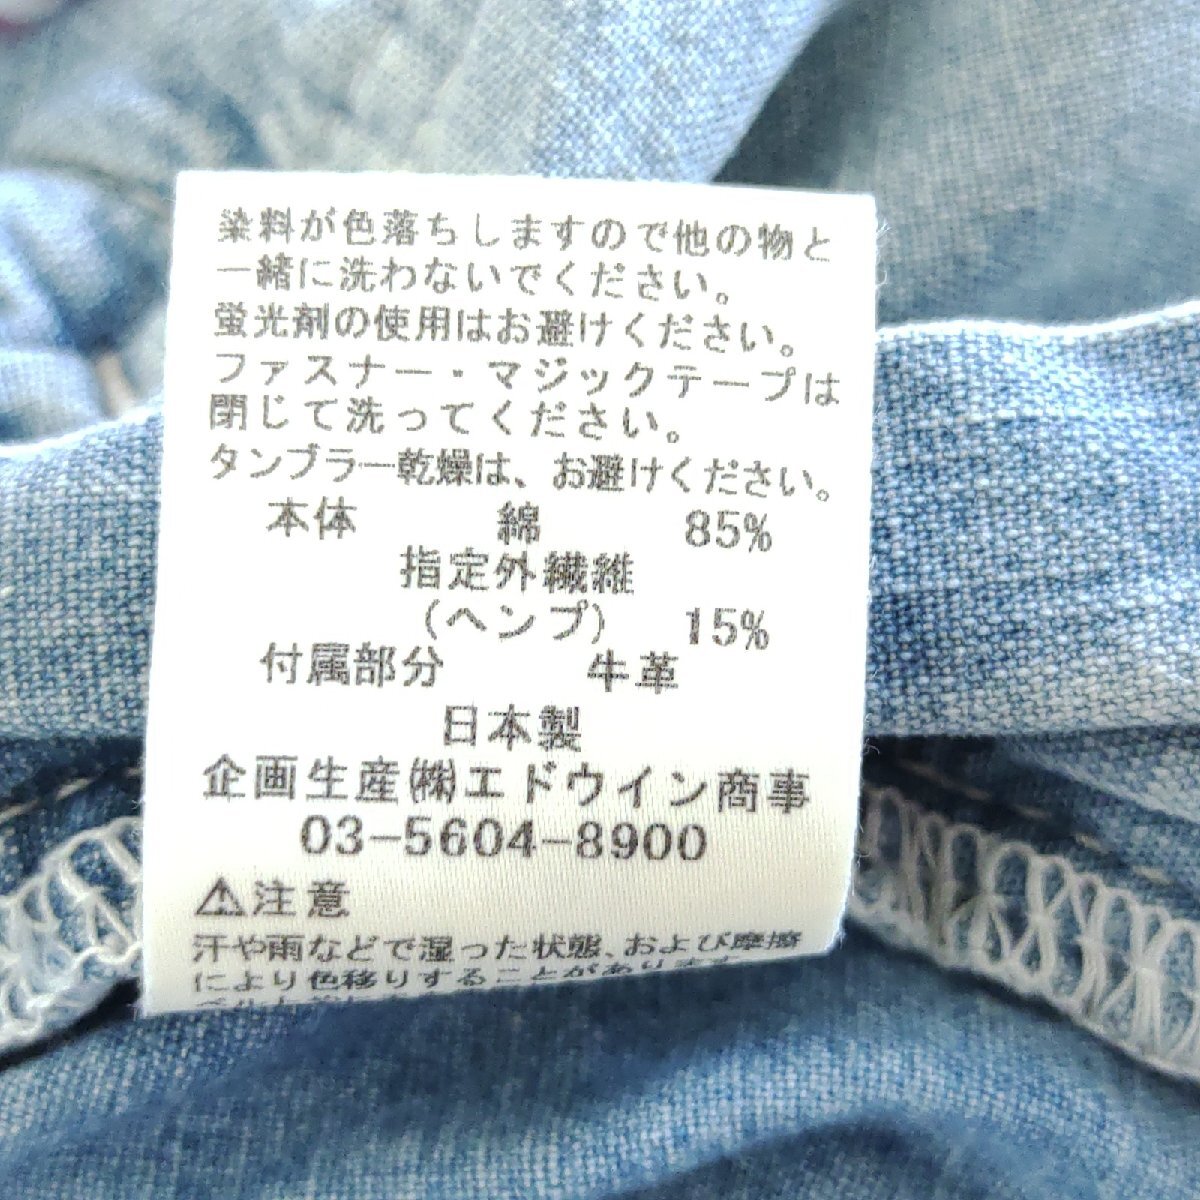 染料が色落ちしますので他の物と
一緒に洗わないでください。
蛍光剤の使用はお避けください。
ファスナー・マジックテープは
閉じて洗ってください。
タンブラー乾燥は、お避けください。
本体 綿 85%
指定外繊維
(ヘンプ) 15%
付属部分 牛革
日本製
企画生産㈱エドウイン商事
03-5604-8900
⚠注意
汗や雨などで湿った状態、および摩擦
により色移りすることがあります